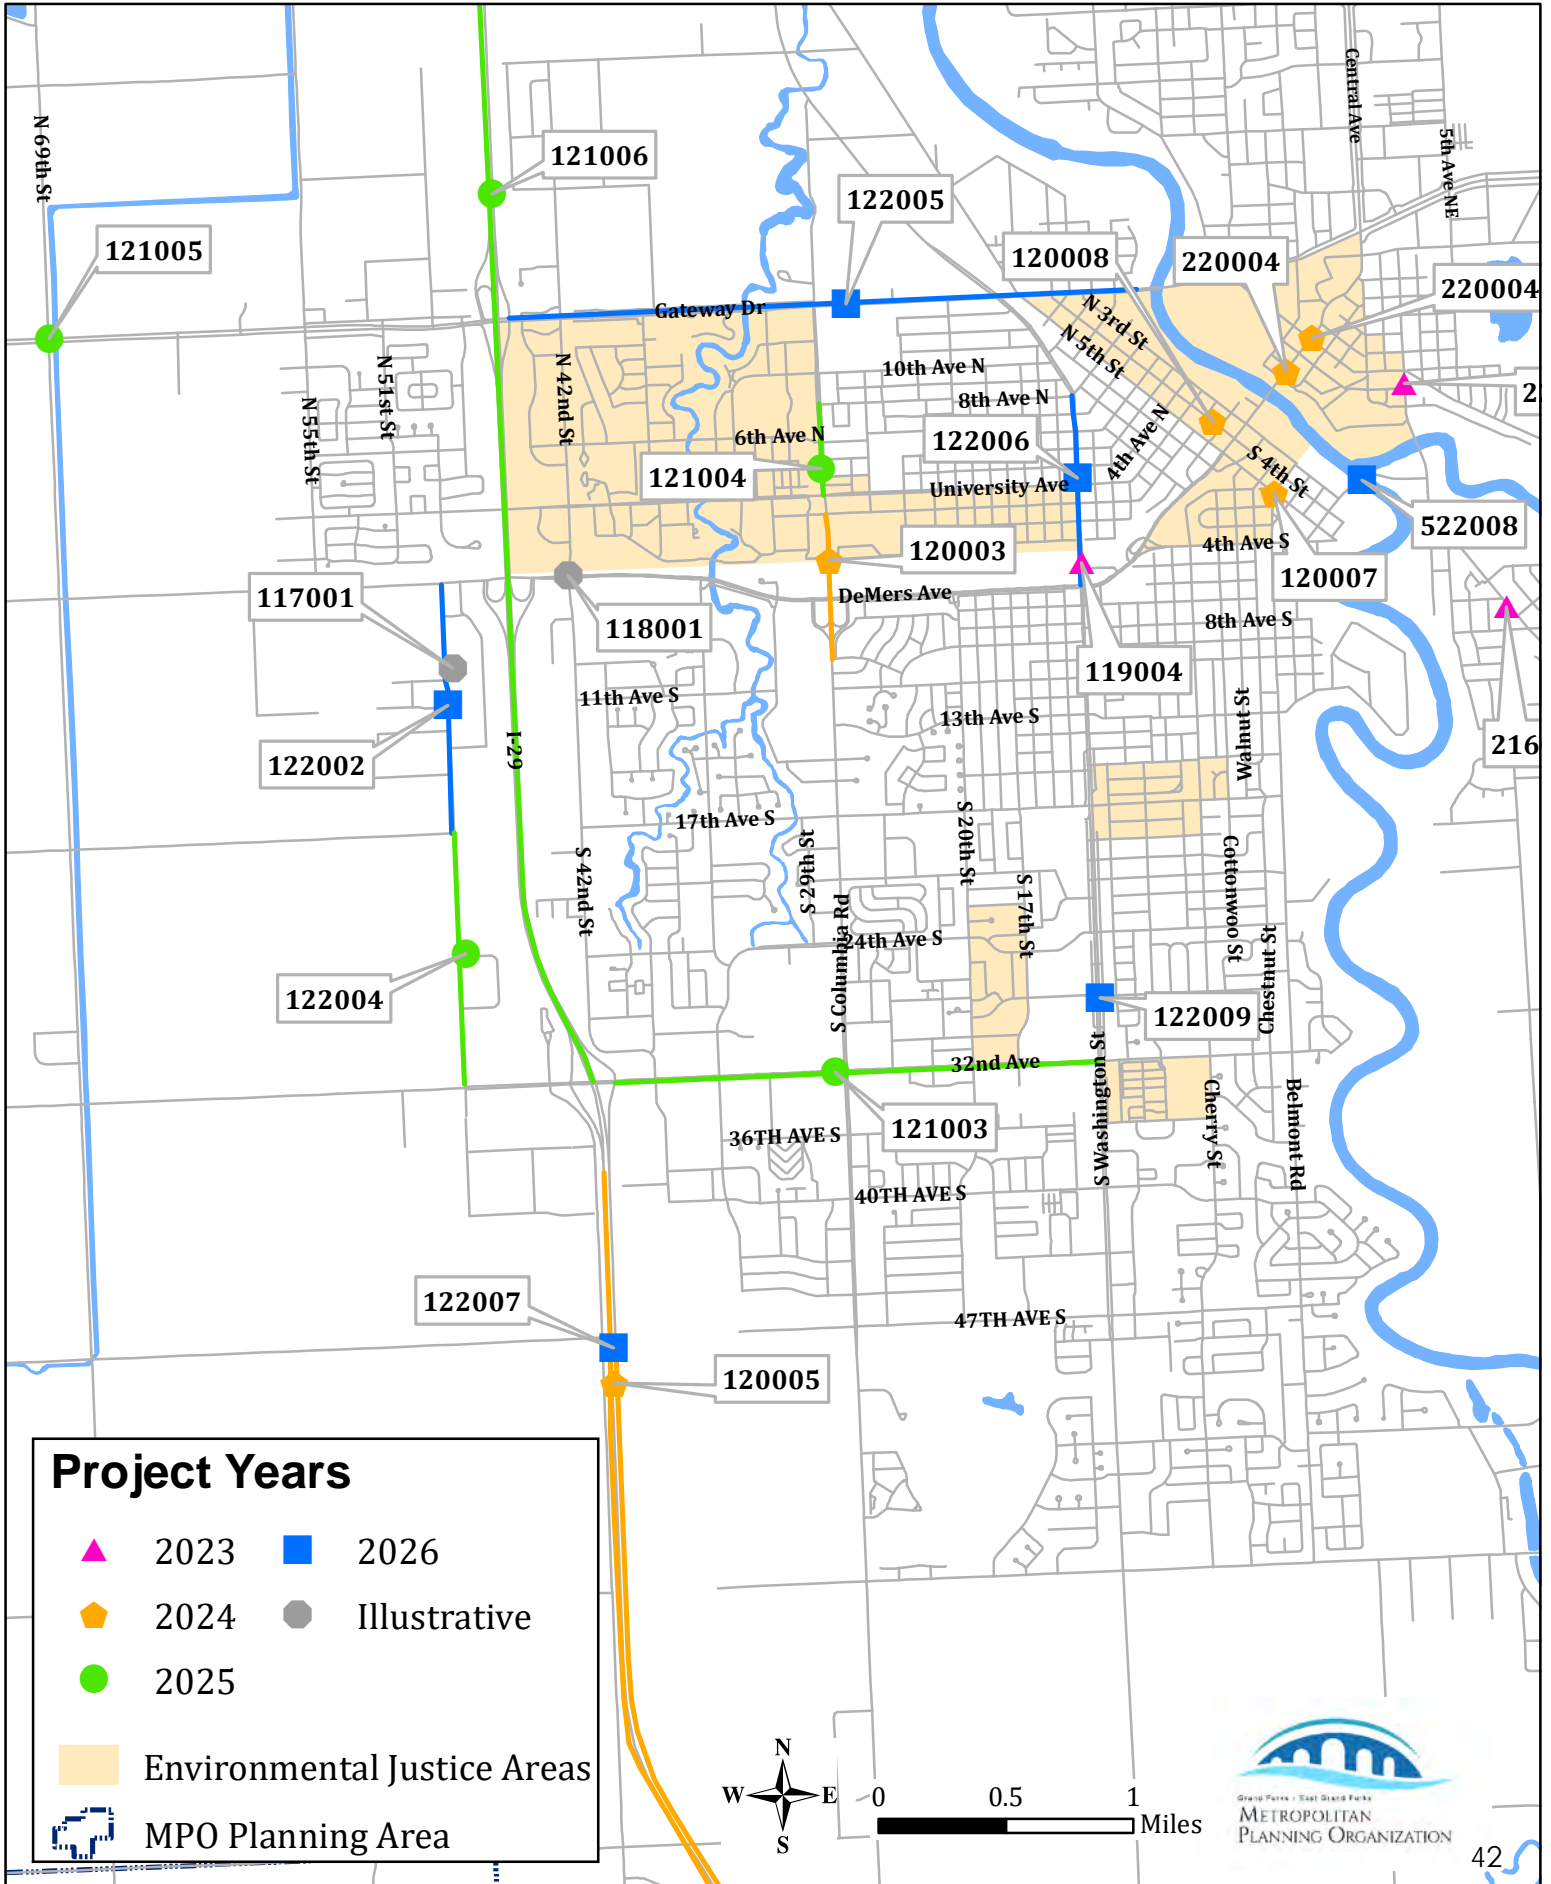 Central Ave
N 69th St
5th Ave NE
121006
122005
121005
120008
220004
220004
Gateway Dr
N 3rd St
N 5th St
N 51st St
N 42nd St
10th Ave N
8th Ave N
N 55th St
6th Ave N
122006
4th Ave N
121004
University Ave
S 4th St
522008
120003
4th Ave S
120007
117001
DeMers Ave
118001
8th Ave S
119004
11th Ave S
13th Ave S
Walnut St
216
122002
I-29
17th Ave S
S 20th St
S 29th St
S 42nd St
S 17th St
Cottonwoo St
S Columbia Rd
24th Ave S
Chestnut St
122004
122009
32nd Ave
S Washington St
Cherry St
Belmont Rd
121003
36TH AVE S
40TH AVE S
122007
47TH AVE S
120005
Project Years
2023
2026
2024
Illustrative
2025
Environmental Justice Areas
MPO Planning Area
N
W
E
S
0
0.5
1
Miles
Grand Forks - East Grand Forks
METROPOLITAN
PLANNING ORGANIZATION
42